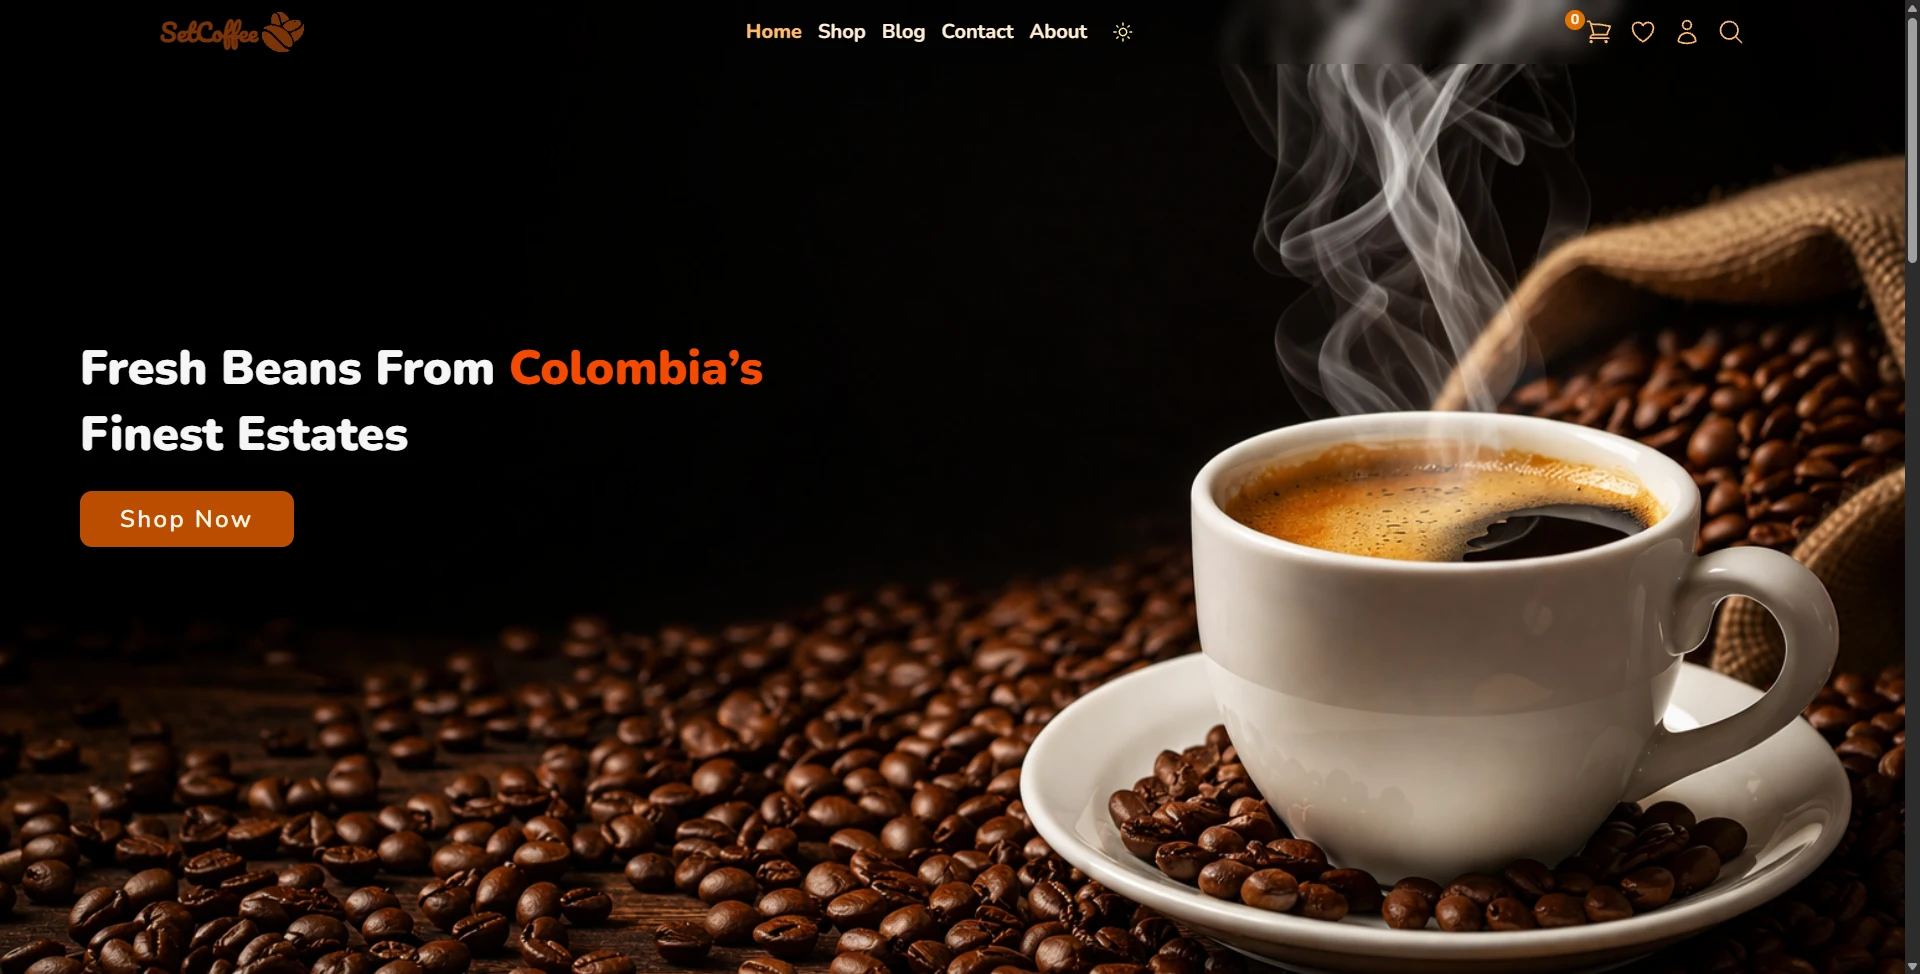 SetCoffee
Home Shop Blog Contact About
0
Fresh Beans From Colombia’s
Finest Estates
Shop Now